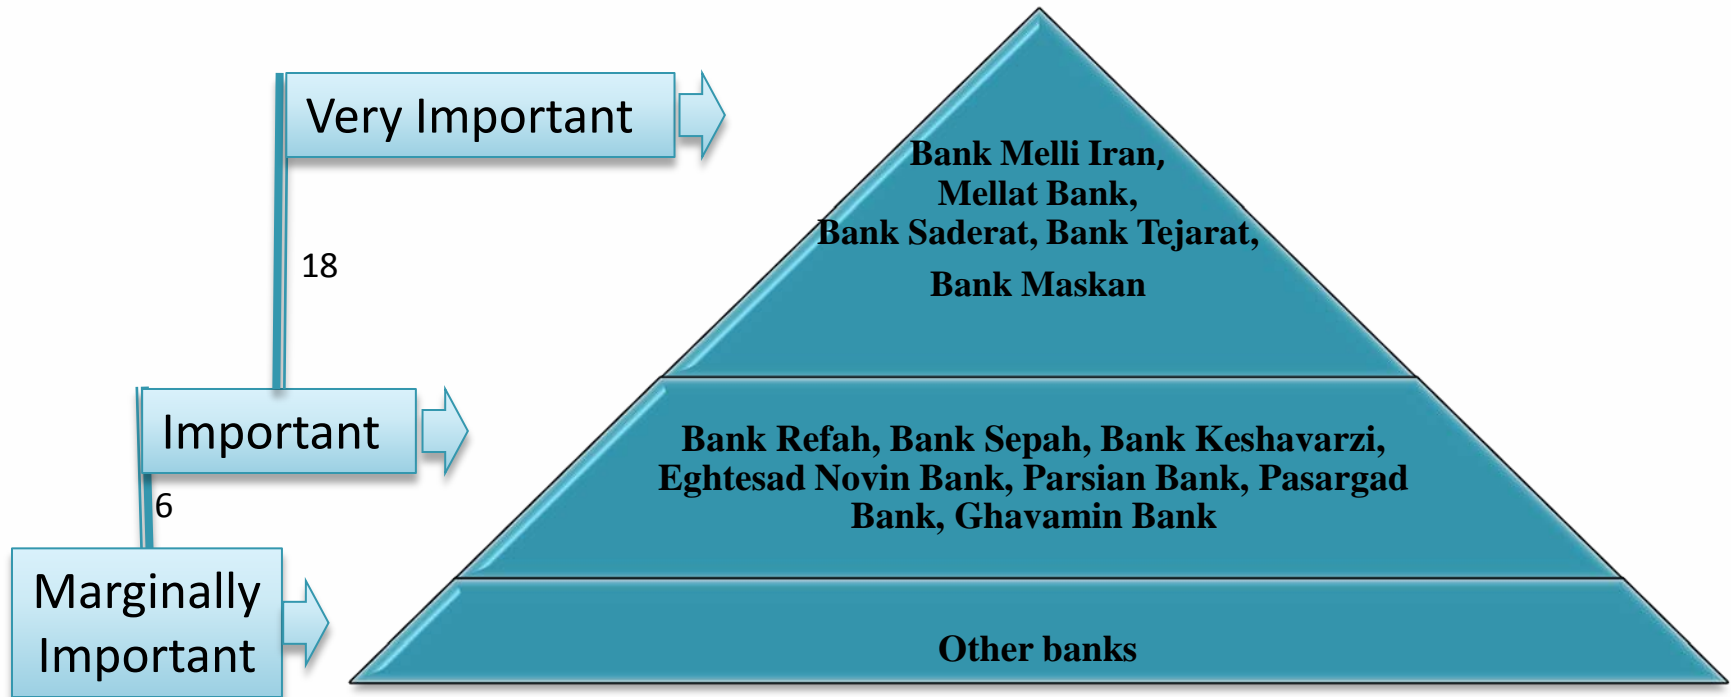 Very Important
Bank Melli Iran,
Mellat Bank,
Bank Saderat, Bank Tejarat,
Bank Maskan
18
Important
Bank Refah, Bank Sepah, Bank Keshavarzi,
Eghtesad Novin Bank, Parsian Bank, Pasargad
Bank, Ghavamin Bank
6
Marginally
Important
Other banks